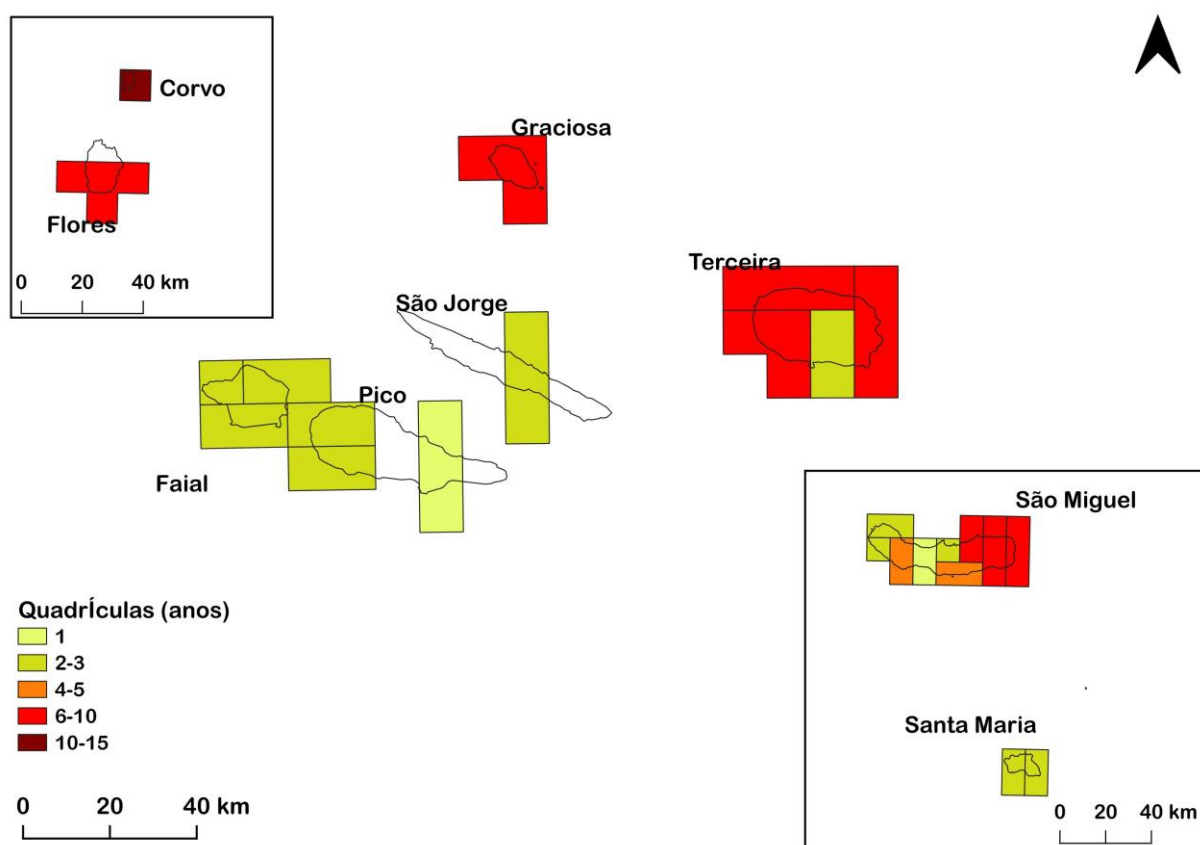 Corvo
Flores
0 20 40 km
Graciosa
Terceira
São Jorge
Pico
Faial
São Miguel
Santa Maria
0 20 40 km
Quadrículas (anos)
1
2-3
4-5
6-10
10-15
0 20 40 km